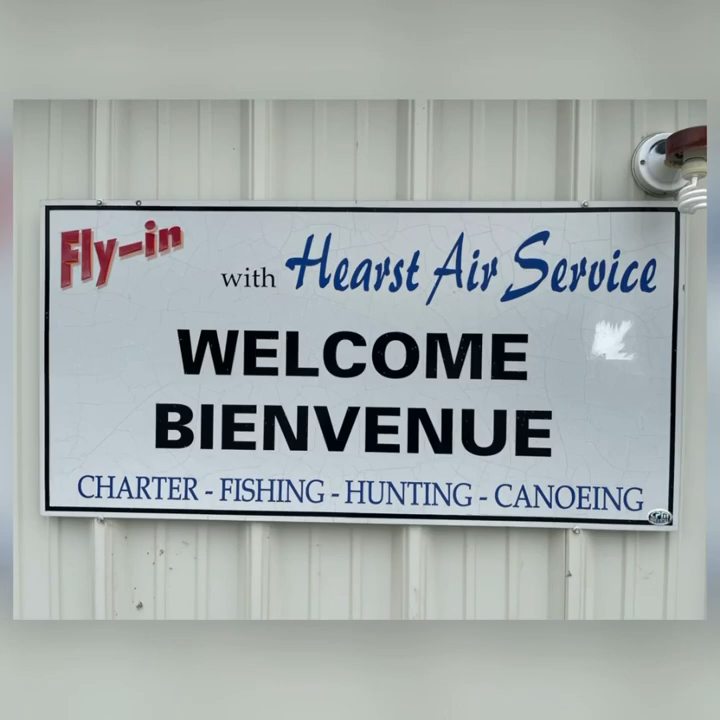 Fly-in
with Hearst Air Service
WELCOME
BIENVENUE
CHARTER - FISHING - HUNTING - CANOEING